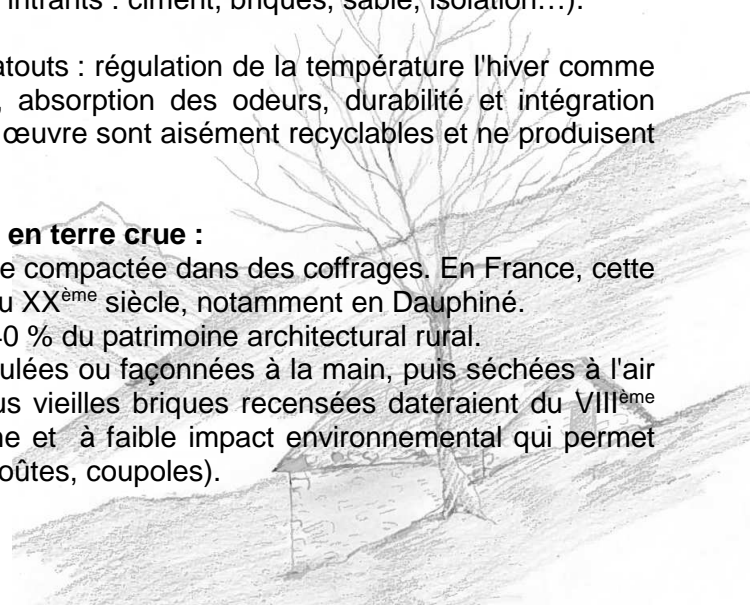 intrants : ciment, briques, sable, isolation…).
atouts : régulation de la température l'hiver comme
, absorption des odeurs, durabilité et intégration
œuvre sont aisément recyclables et ne produisent
en terre crue :
e compactée dans des coffrages. En France, cette
u XXème siècle, notamment en Dauphiné.
40 % du patrimoine architectural rural.
ulées ou façonnées à la main, puis séchées à l'air
us vieilles briques recensées dateraient du VIIIème
ne et à faible impact environnemental qui permet
oûtes, coupoles).